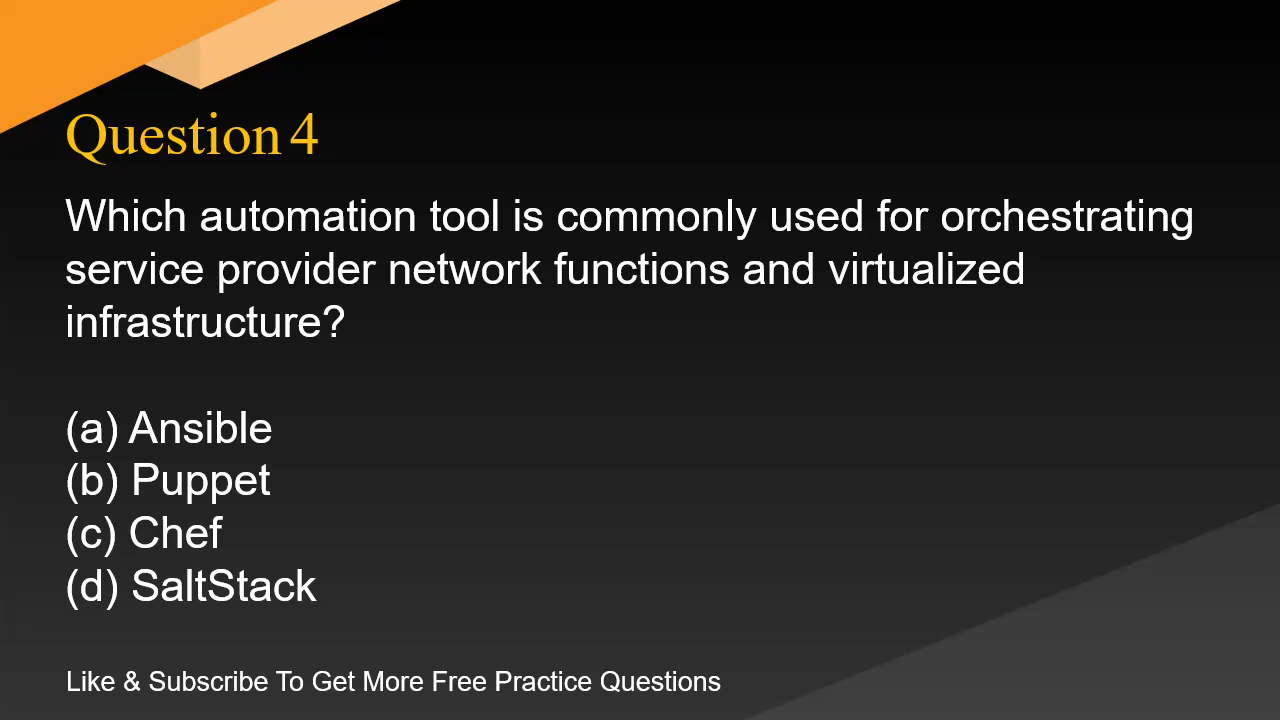 Question 4
Which automation tool is commonly used for orchestrating
service provider network functions and virtualized
infrastructure?
(a) Ansible
(b) Puppet
(c) Chef
(d) SaltStack
Like & Subscribe To Get More Free Practice Questions